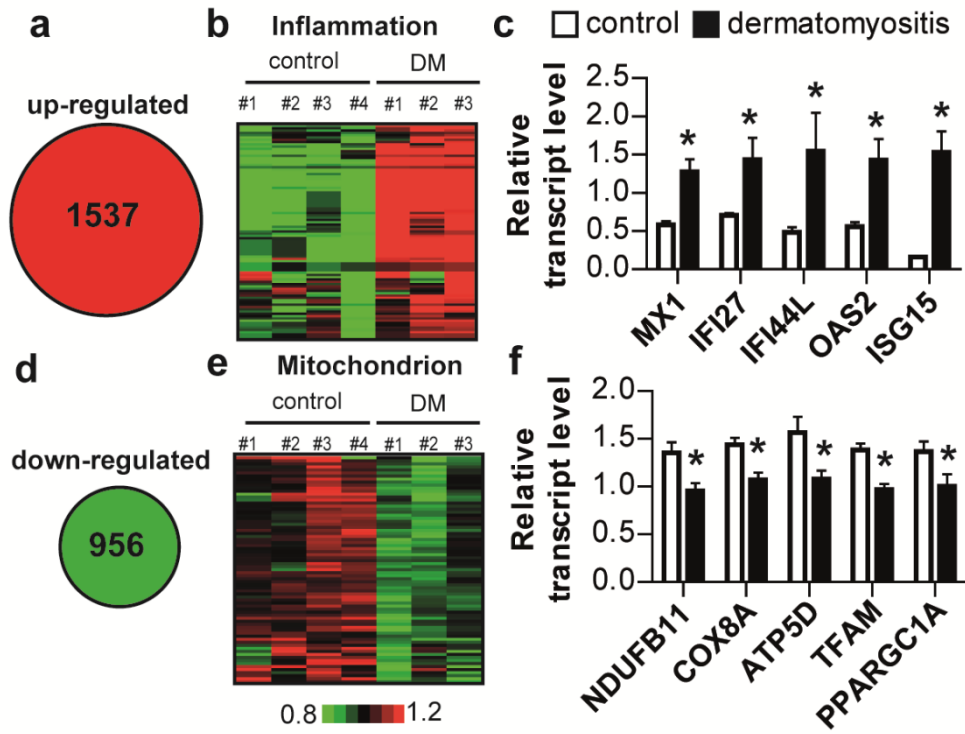 a
up-regulated
1537
b
Inflammation
control DM
#1 #2 #3 #4 #1 #2 #3
c
control dermatomyositis
Relative
transcript level
2.5
2.0
1.5
1.0
0.5
0.0
* * * * *
MX1 IFI27 IFI44L OAS2 ISG15
d
down-regulated
956
e
Mitochondrion
control DM
#1 #2 #3 #4 #1 #2 #3
0.8 1.2
f
Relative
transcript level
2.0
1.5
1.0
0.5
0.0
* * * * *
NDUFB11 COX8A ATP5D TFAM PPARGC1A